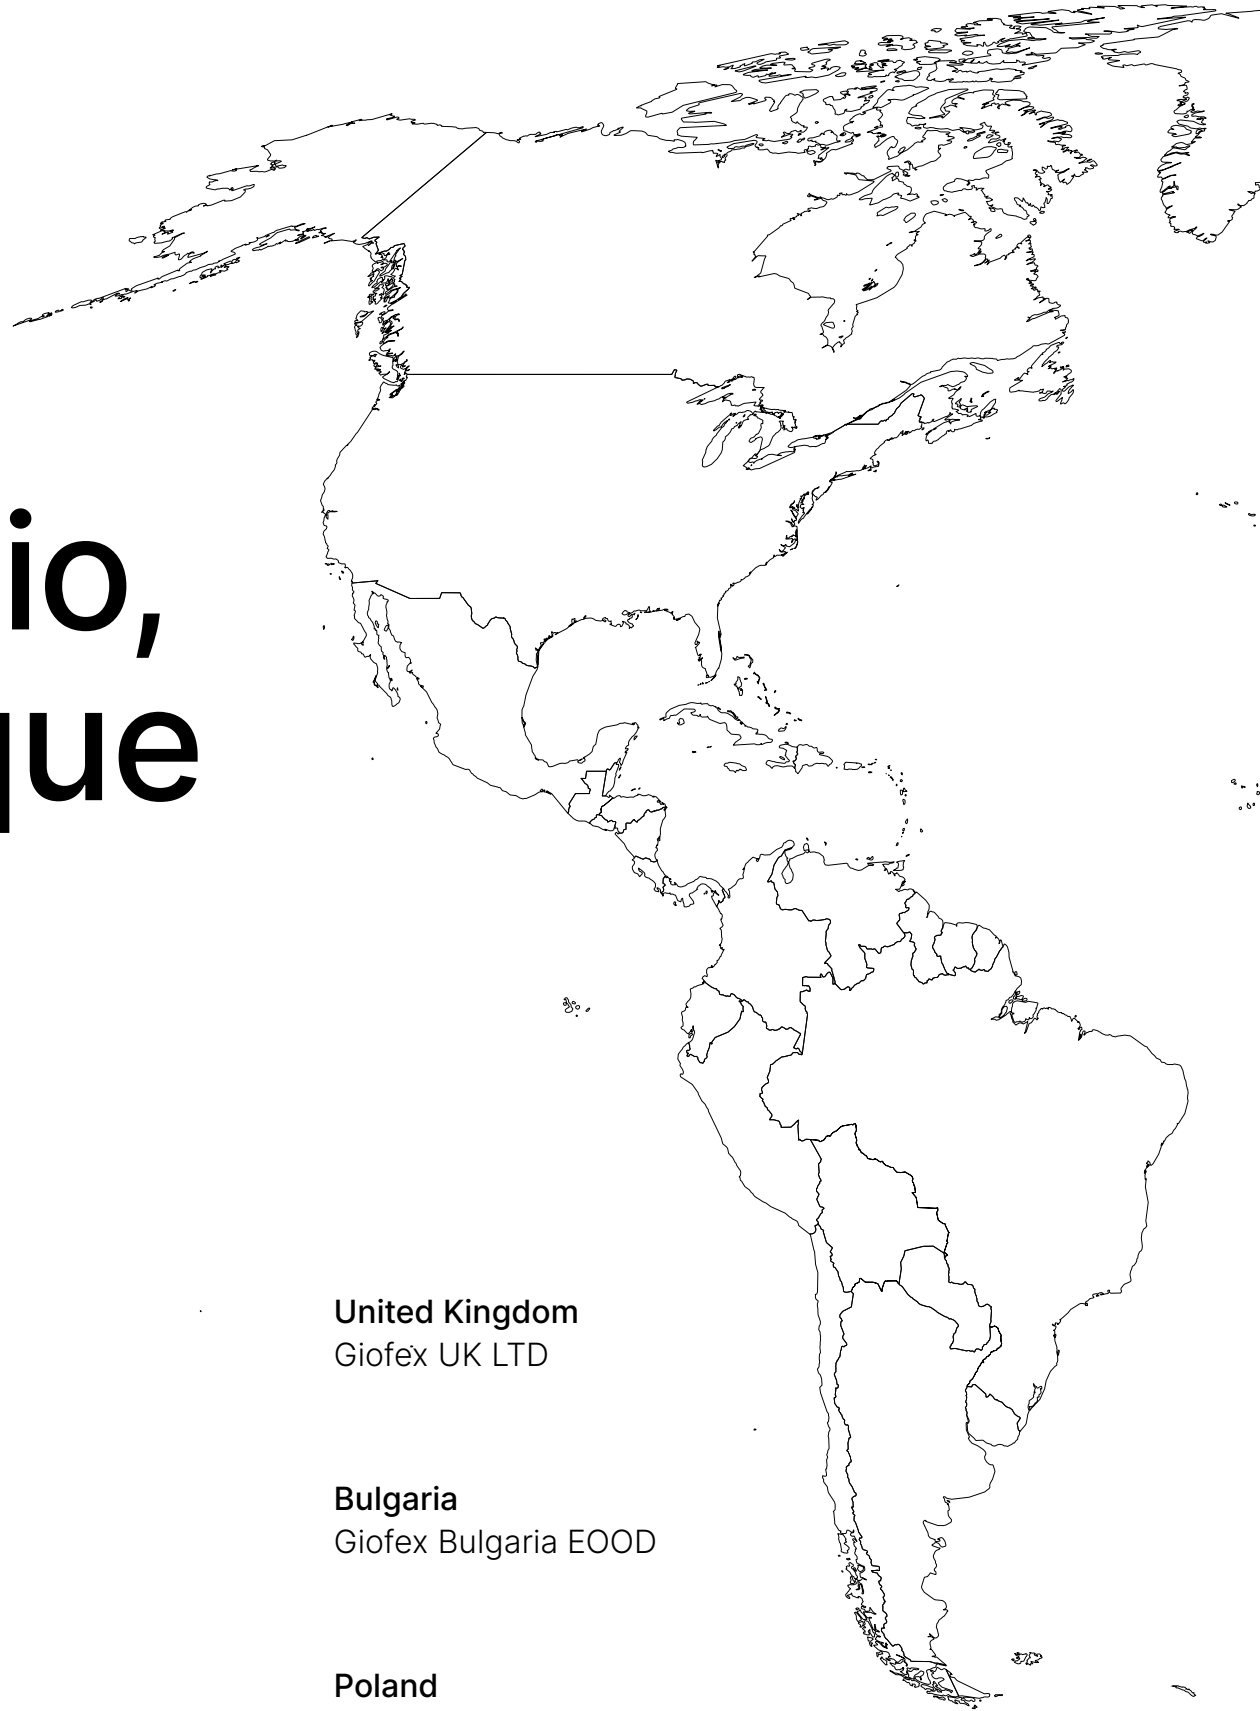 io,
que
United Kingdom
Giofex UK LTD
Bulgaria
Giofex Bulgaria EOOD
Poland